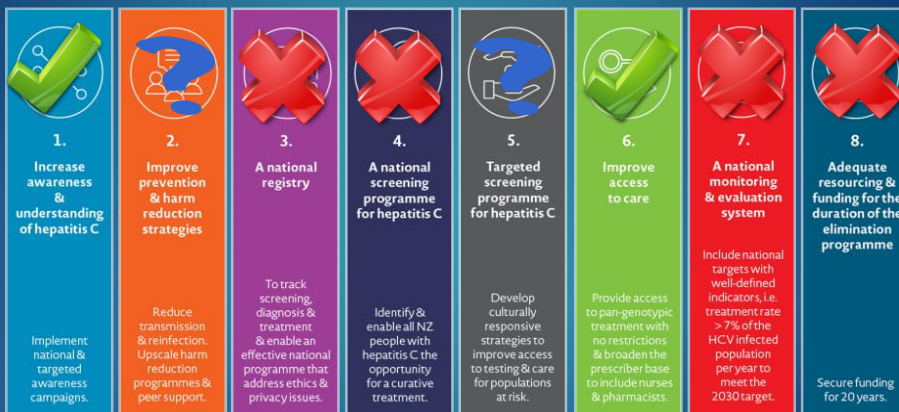 1.
Increase
awareness
&
understanding
of hepatitis C
Implement
national &
targeted
awareness
campaigns.
2.
Improve
prevention
& harm
reduction
strategies
Reduce
transmission
& reinfection.
Upscale harm
reduction
programmes &
peer support.
3.
A national
registry
To track
screening,
diagnosis &
treatment
& enable an
effective national
programme that
address ethics &
privacy issues.
4.
A national
screening
programme
for hepatitis C
Identify &
enable all NZ
people with
hepatitis C the
opportunity
for a curative
treatment.
5.
Targeted
screening
programme
for hepatitis C
Develop
culturally
responsive
strategies to
improve access
to testing & care
for populations
at risk.
6.
Improve
access
to care
Provide access
to pan-genotypic
treatment with
no restrictions
& broaden the
prescriber base
to include nurses
& pharmacists.
7.
A national
monitoring
& evaluation
system
Include national
targets with
well-defined
indicators, i.e.
treatment rate
> 7% of the
HCV infected
population
per year to
meet the
2030 target.
8.
Adequate
resourcing &
funding for the
duration of the
elimination
programme
Secure funding
for 20 years.